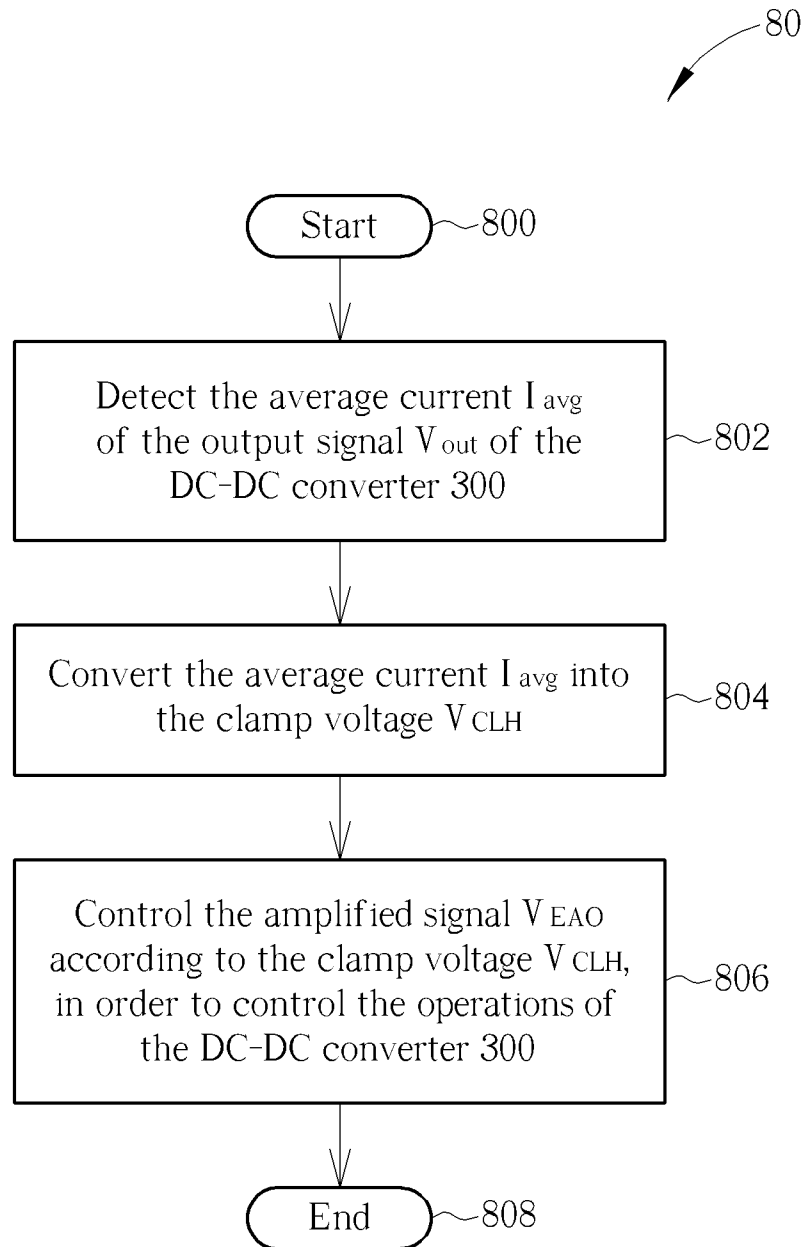 80
Start
800
Detect the average current I avg
of the output signal Vout of the
DC-DC converter 300
802
Convert the average current I avg into
the clamp voltage VCLH
804
Control the amplified signal VEAO
according to the clamp voltage VCLH,
in order to control the operations of
the DC-DC converter 300
806
End
808